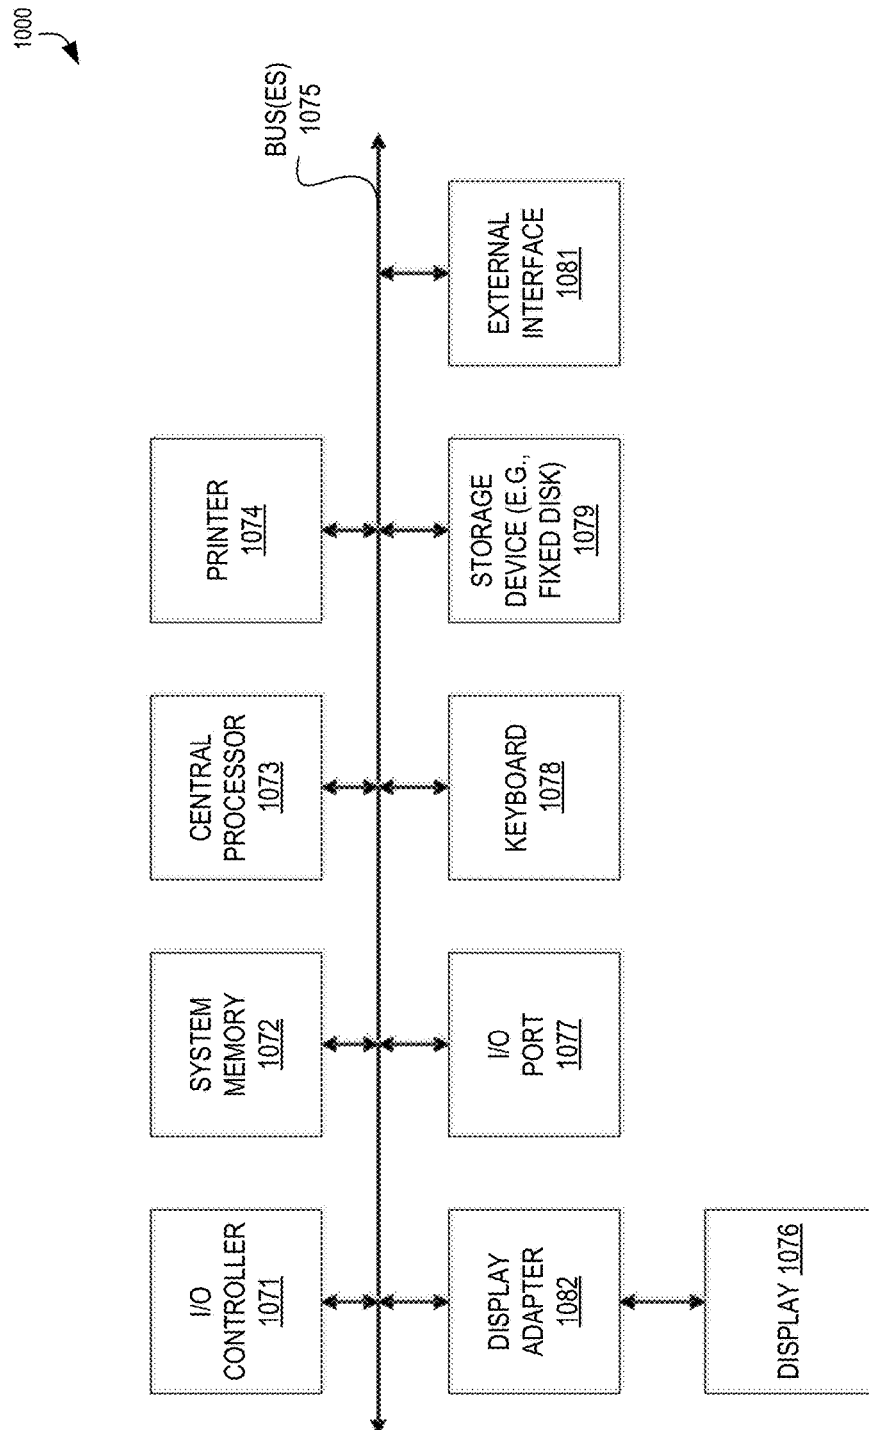 1000
BUS(ES)
1075
I/O
CONTROLLER
1071
SYSTEM
MEMORY
1072
CENTRAL
PROCESSOR
1073
PRINTER
1074
DISPLAY
ADAPTER
1082
I/O
PORT
1077
KEYBOARD
1078
STORAGE
DEVICE (E.G.,
FIXED DISK)
1079
EXTERNAL
INTERFACE
1081
DISPLAY 1076